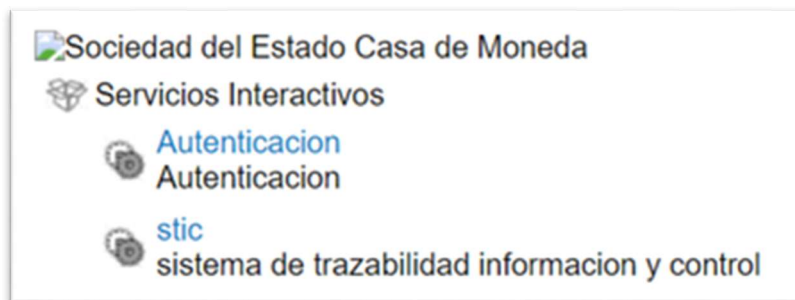 Sociedad del Estado Casa de Moneda
Servicios Interactivos
Autenticacion
Autenticacion
stic
sistema de trazabilidad informacion y control